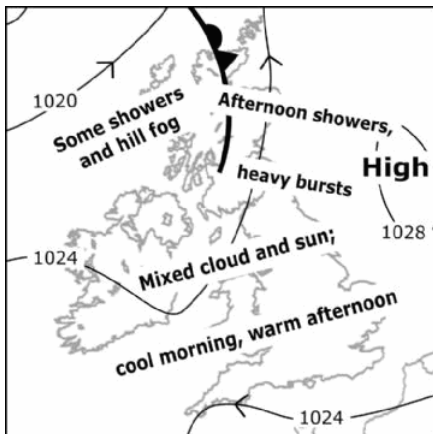 1020
Some showers
and hill fog
Afternoon showers,
heavy bursts
High
1028
1024
Mixed cloud and sun;
cool morning, warm afternoon
1024